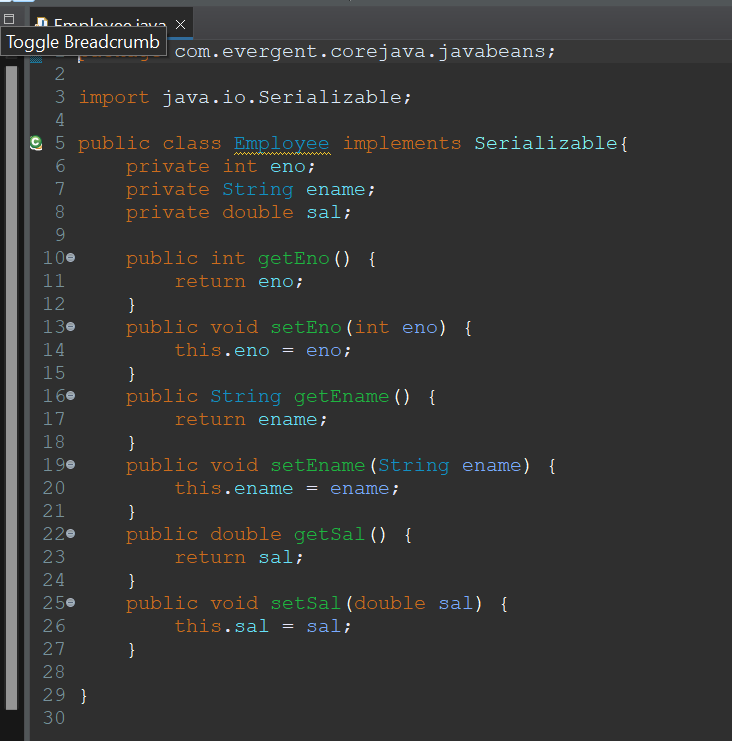 Employee.java
Toggle Breadcrumb
package com.evergent.corejava.javabeans;
2
3 import java.io.Serializable;
4
5 public class Employee implements Serializable{
6 private int eno;
7 private String ename;
8 private double sal;
9
10 public int getEno() {
11 return eno;
12 }
13 public void setEno(int eno) {
14 this.eno = eno;
15 }
16 public String getEname() {
17 return ename;
18 }
19 public void setEname(String ename) {
20 this.ename = ename;
21 }
22 public double getSal() {
23 return sal;
24 }
25 public void setSal(double sal) {
26 this.sal = sal;
27 }
28
29 }
30